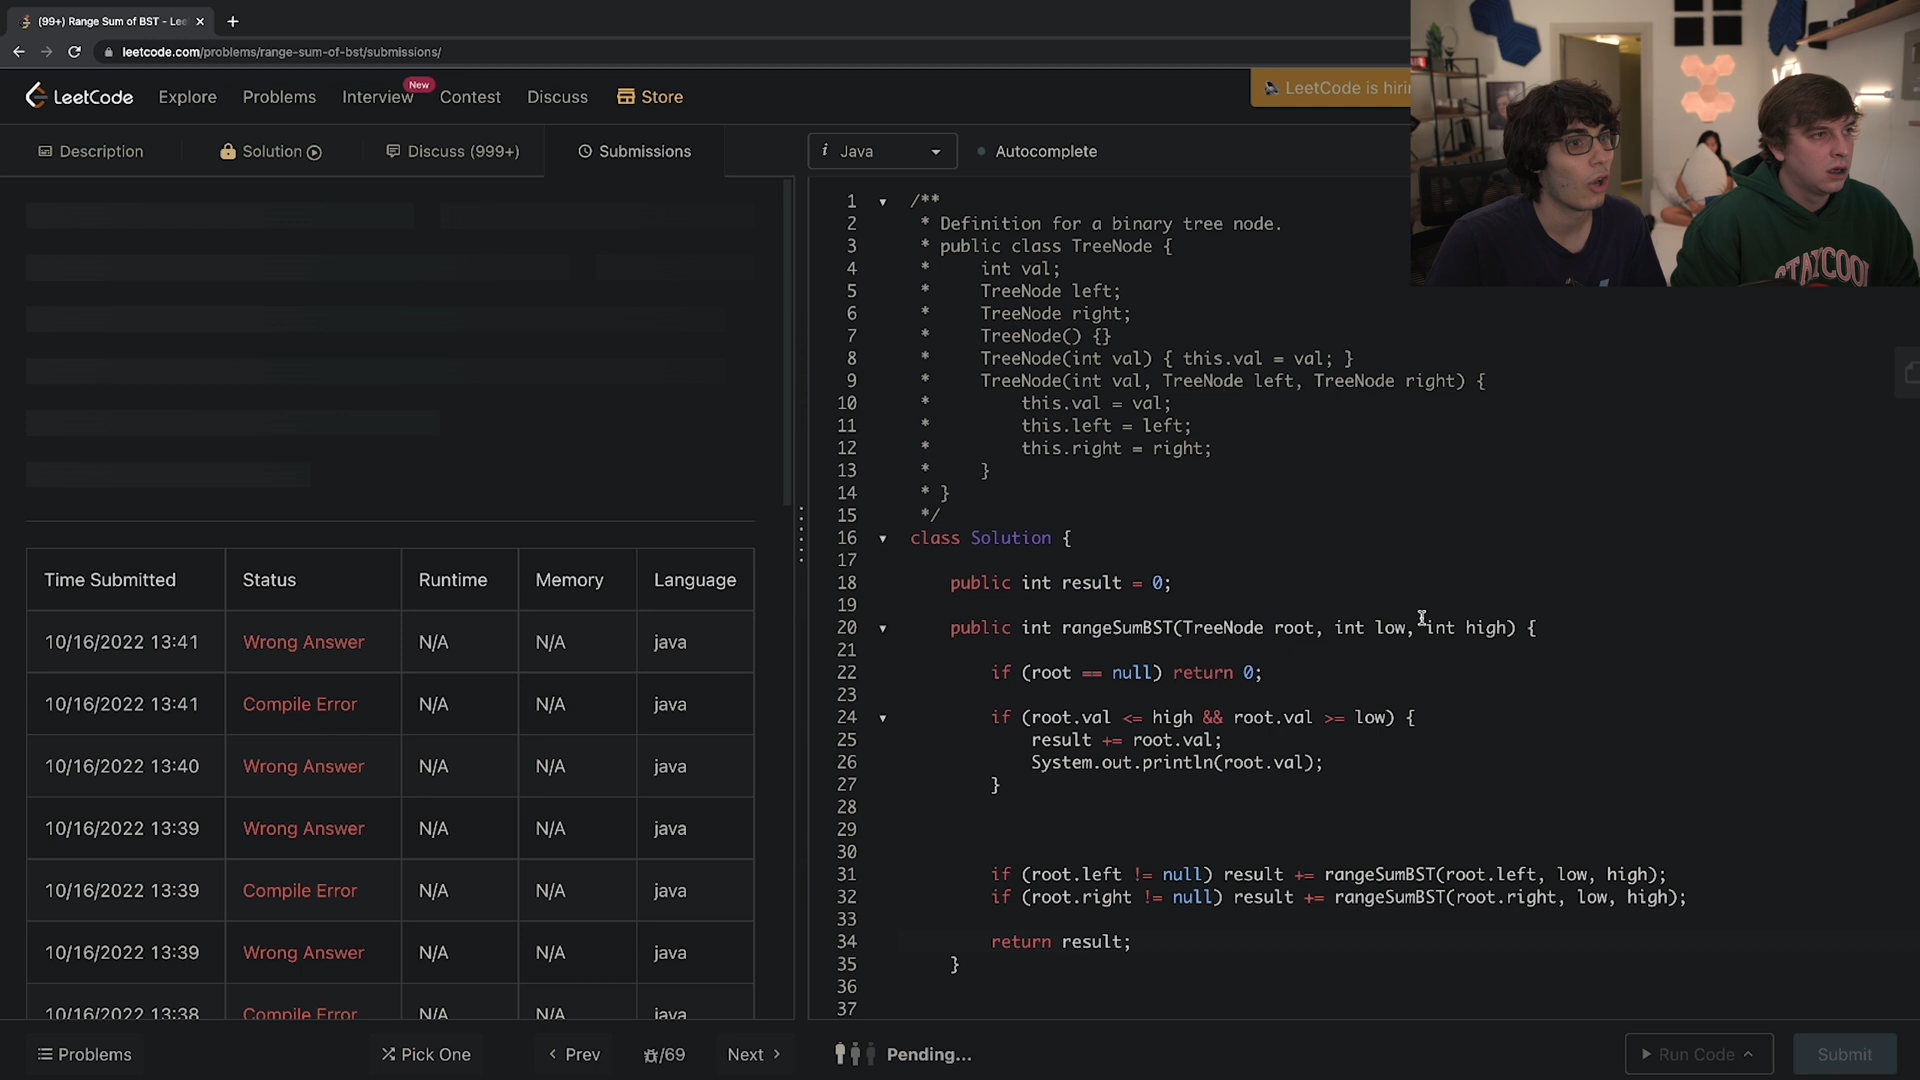 (99+) Range Sum of BST - Lee
leetcode.com/problems/range-sum-of-bst/submissions/
LeetCode
Explore
Problems
Interview
New
Contest
Discuss
Store
LeetCode is hirin
Description
Solution
Discuss (999+)
Submissions
i Java
Autocomplete
STAYCOOL
1 /**
2 * Definition for a binary tree node.
3 * public class TreeNode {
4 * int val;
5 * TreeNode left;
6 * TreeNode right;
7 * TreeNode() {}
8 * TreeNode(int val) { this.val = val; }
9 * TreeNode(int val, TreeNode left, TreeNode right) {
10 * this.val = val;
11 * this.left = left;
12 * this.right = right;
13 * }
14 * }
15 */
16 class Solution {
17
18 public int result = 0;
19
20 public int rangeSumBST(TreeNode root, int low, int high) {
21
22 if (root == null) return 0;
23
24 if (root.val <= high && root.val >= low) {
25 result += root.val;
26 System.out.println(root.val);
27 }
28
29
30
31 if (root.left != null) result += rangeSumBST(root.left, low, high);
32 if (root.right != null) result += rangeSumBST(root.right, low, high);
33
34 return result;
35 }
36
37
Time Submitted Status Runtime Memory Language
10/16/2022 13:41 Wrong Answer N/A N/A java
10/16/2022 13:41 Compile Error N/A N/A java
10/16/2022 13:40 Wrong Answer N/A N/A java
10/16/2022 13:39 Wrong Answer N/A N/A java
10/16/2022 13:39 Compile Error N/A N/A java
10/16/2022 13:39 Wrong Answer N/A N/A java
10/16/2022 13:38 Compile Error N/A N/A java
Problems
Pick One
Prev
/69
Next
Pending...
Run Code
Submit